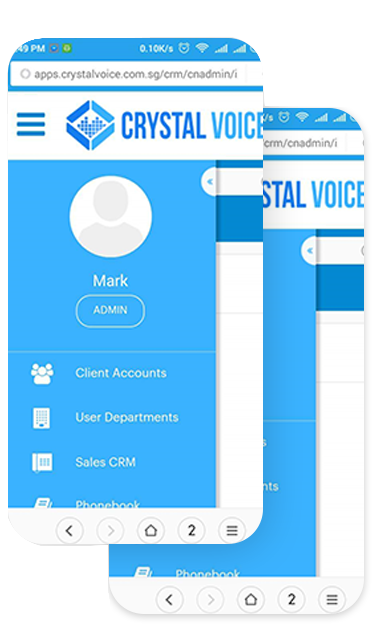 49 PM 0.10K/s
apps.crystalvoice.com.sg/crm/cnadmin/i
CRYSTAL VOICE
Mark
ADMIN
Client Accounts
User Departments
Sales CRM
Phonebook
2
/s
crm/cnadmin/i
STAL VOICE
s
nts
Phonebook
2